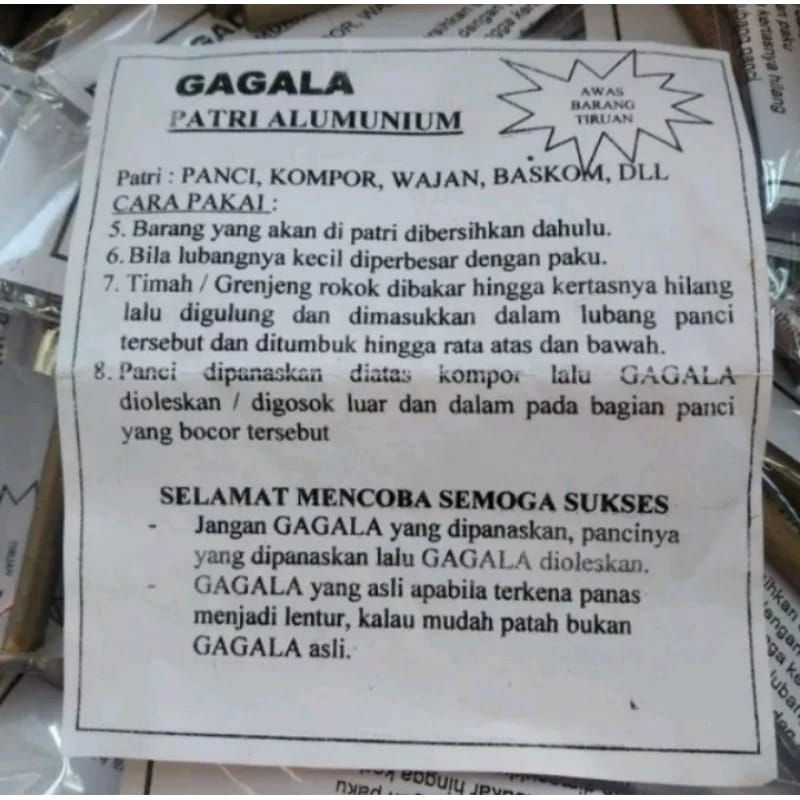 GAGALA
PATRI ALUMUNIUM
AWAS
BARANG
TIRUAN
Patri : PANCI, KOMPOR, WAJAN, BASKOM, DLL
CARA PAKAI :
5. Barang yang akan di patri dibersihkan dahulu.
6. Bila lubangnya kecil diperbesar dengan paku.
7. Timah / Grenjeng rokok dibakar hingga kertasnya hilang
lalu digulung dan dimasukkan dalam lubang panci
tersebut dan ditumbuk hingga rata atas dan bawah.
8. Panci dipanaskan diatas kompor lalu GAGALA
dioleskan / digosok luar dan dalam pada bagian panci
yang bocor tersebut
SELAMAT MENCOBA SEMOGA SUKSES
- Jangan GAGALA yang dipanaskan, pancinya
yang dipanaskan lalu GAGALA dioleskan.
- GAGALA yang asli apabila terkena panas
menjadi lentur, kalau mudah patah bukan
GAGALA asli.